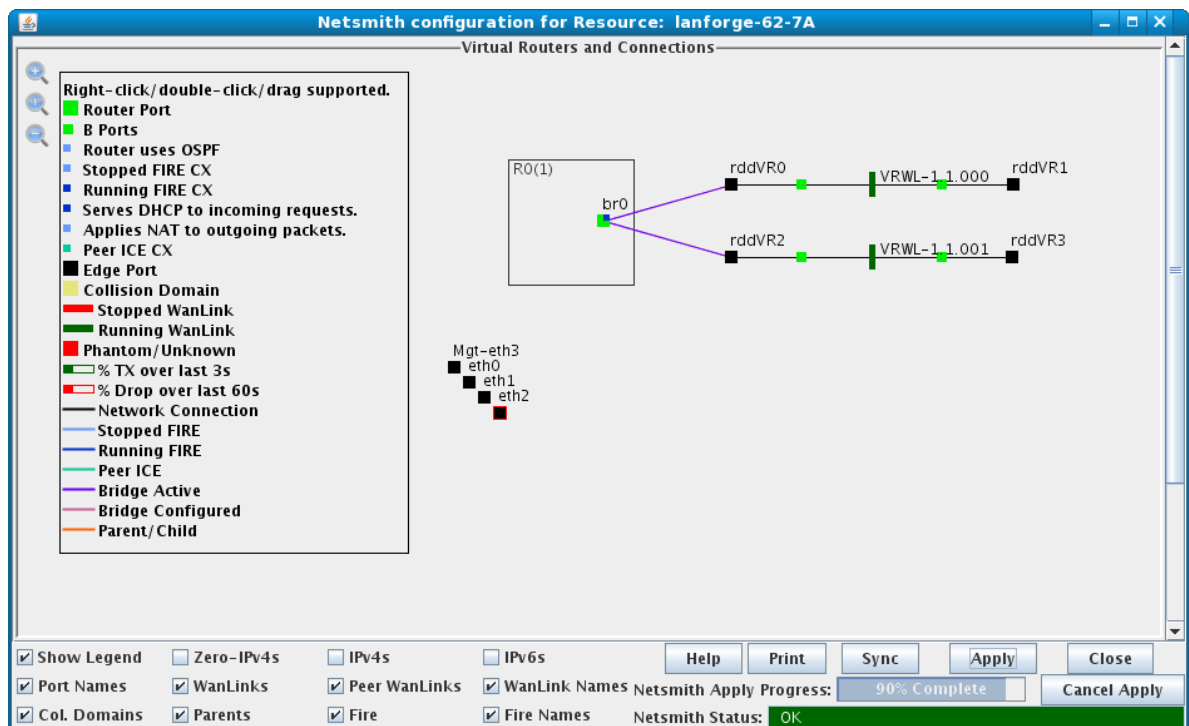 Netsmith configuration for Resource: lanforge-62-7A
Virtual Routers and Connections
Right-click/double-click/drag supported.
Router Port
B Ports
Router uses OSPF
Stopped FIRE CX
Running FIRE CX
Serves DHCP to incoming requests.
Applies NAT to outgoing packets.
Peer ICE CX
Edge Port
Collision Domain
Stopped WanLink
Running WanLink
Phantom/Unknown
% TX over last 3s
% Drop over last 60s
Network Connection
Stopped FIRE
Running FIRE
Peer ICE
Bridge Active
Bridge Configured
Parent/Child
R0(1)
br0
rddVR0
VRWL-1.1.000
rddVR1
rddVR2
VRWL-1.1.001
rddVR3
Mgt-eth3
eth0
eth1
eth2
Show Legend Zero-IPv4s IPv4s IPv6s Help Print Sync Apply Close
Port Names WanLinks Peer WanLinks WanLink Names Netsmith Apply Progress: 90% Complete Cancel Apply
Col. Domains Parents Fire Fire Names Netsmith Status: OK